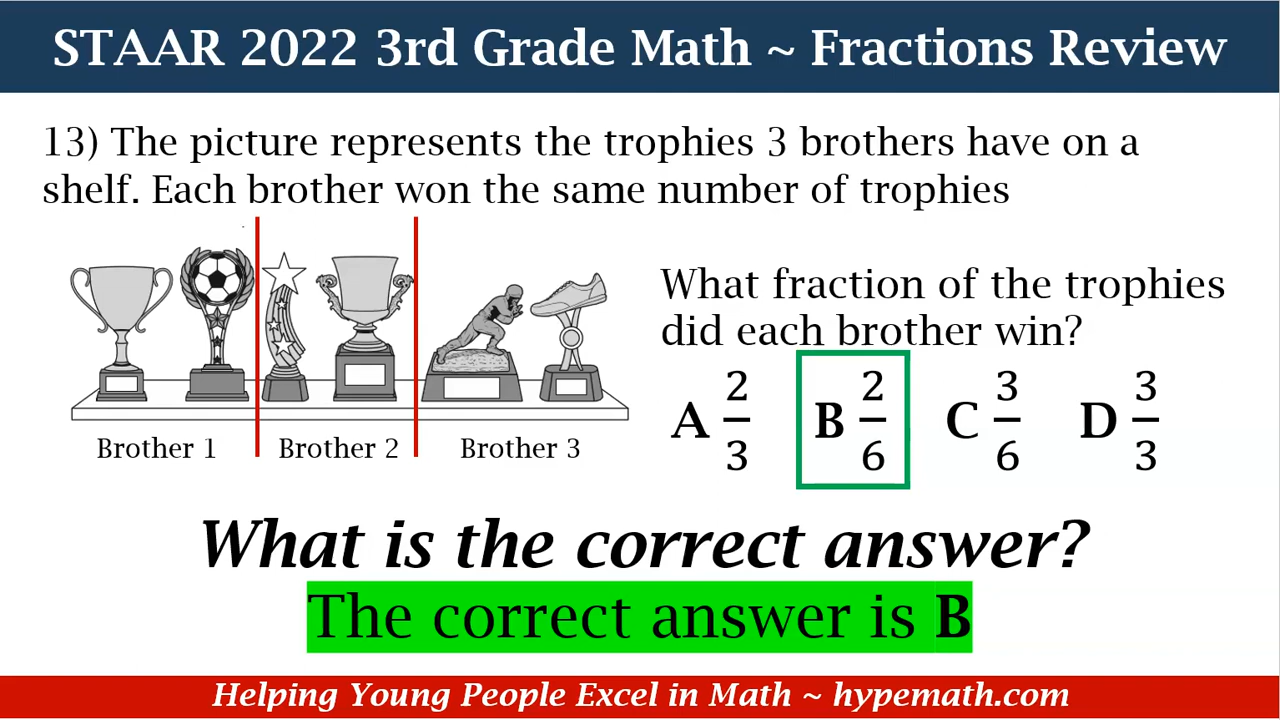 STAAR 2022 3rd Grade Math ~ Fractions Review
13) The picture represents the trophies 3 brothers have on a
shelf. Each brother won the same number of trophies
Brother 1 Brother 2 Brother 3
What fraction of the trophies
did each brother win?
A 2/3 B 2/6 C 3/6 D 3/3
What is the correct answer?
The correct answer is B
Helping Young People Excel in Math ~ hypemath.com